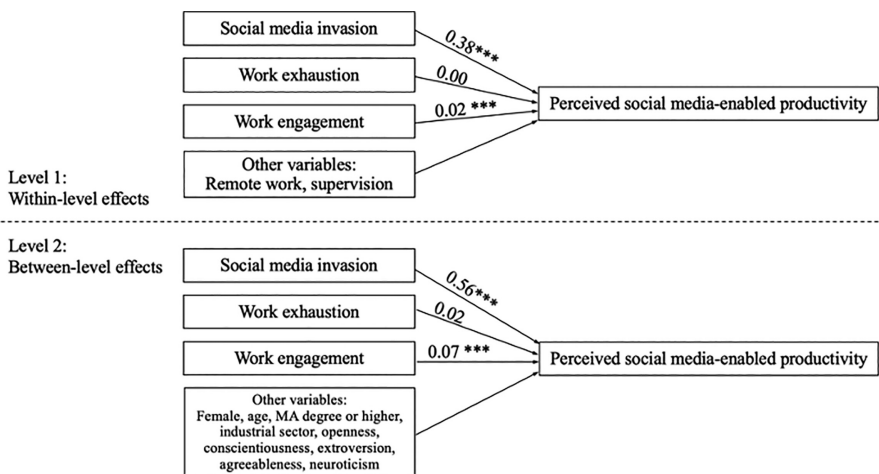 Social media invasion
0.38***
Work exhaustion
0.00
Perceived social media-enabled productivity
Work engagement
0.02 ***
Other variables:
Remote work, supervision
Level 1:
Within-level effects
Level 2:
Between-level effects
Social media invasion
0.56***
Work exhaustion
0.02
Work engagement
0.07 ***
Perceived social media-enabled productivity
Other variables:
Female, age, MA degree or higher,
industrial sector, openness,
conscientiousness, extroversion,
agreeableness, neuroticism